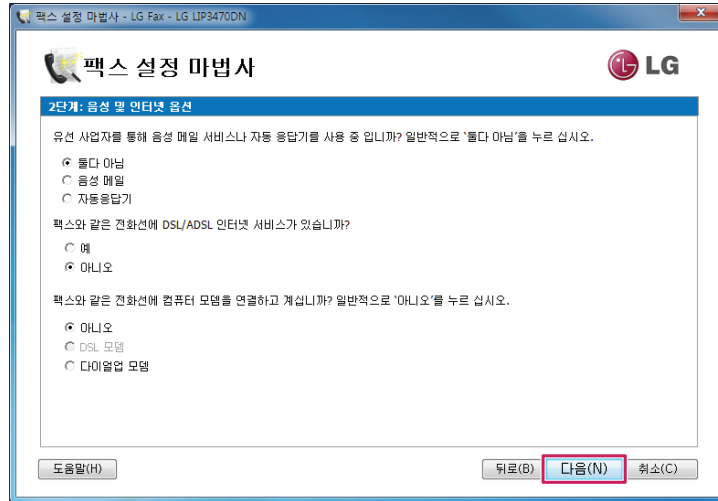 팩스 설정 마법사 - LG Fax - LG LIP3470DN
팩스 설정 마법사
LG
2단계: 음성 및 인터넷 옵션
유선 사업자를 통해 음성 메일 서비스나 자동 응답기를 사용 중 입니까? 일반적으로 '둘다 아님'을 누르 십시오.
둘다 아님
음성 메일
자동응답기
팩스와 같은 전화선에 DSL/ADSL 인터넷 서비스가 있습니까?
예
아니오
팩스와 같은 전화선에 컴퓨터 모뎀을 연결하고 계십니까? 일반적으로 '아니오'를 누르 십시오.
아니오
DSL 모뎀
다이얼업 모뎀
도움말(H) 뒤로(B) 다음(N) 취소(C)